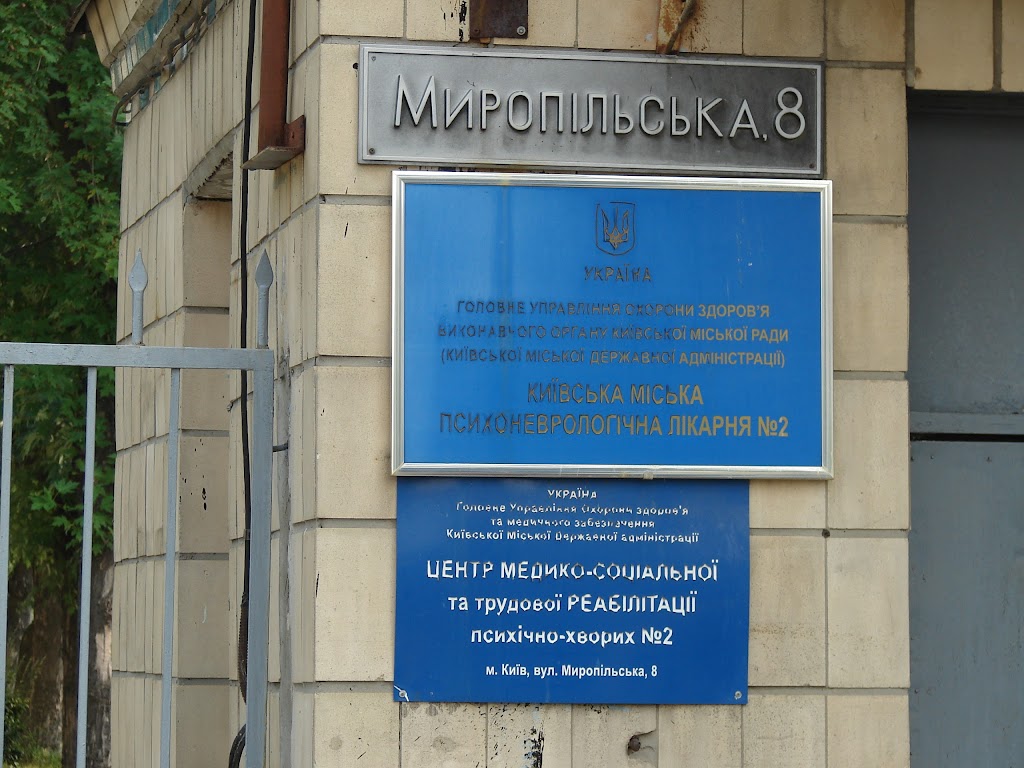 Миропільська, 8
УКРАЇНА
ГОЛОВНЕ УПРАВЛІННЯ ОХОРОНИ ЗДОРОВ'Я
ВИКОНАВЧОГО ОРГАНУ КИЇВСЬКОЇ МІСЬКОЇ РАДИ
(КИЇВСЬКОЇ МІСЬКОЇ ДЕРЖАВНОЇ АДМІНІСТРАЦІЇ)
КИЇВСЬКА МІСЬКА
ПСИХОНЕВРОЛОГІЧНА ЛІКАРНЯ №2
УКРАЇНА
Головне Управління Охорони здоров'я
та медичного забезпечення
Київської Міської Державної адміністрації
ЦЕНТР МЕДИКО-СОЦІАЛЬНОЇ
та трудової РЕАБІЛІТАЦІЇ
психічно-хворих №2
м. Київ, вул. Миропільська, 8